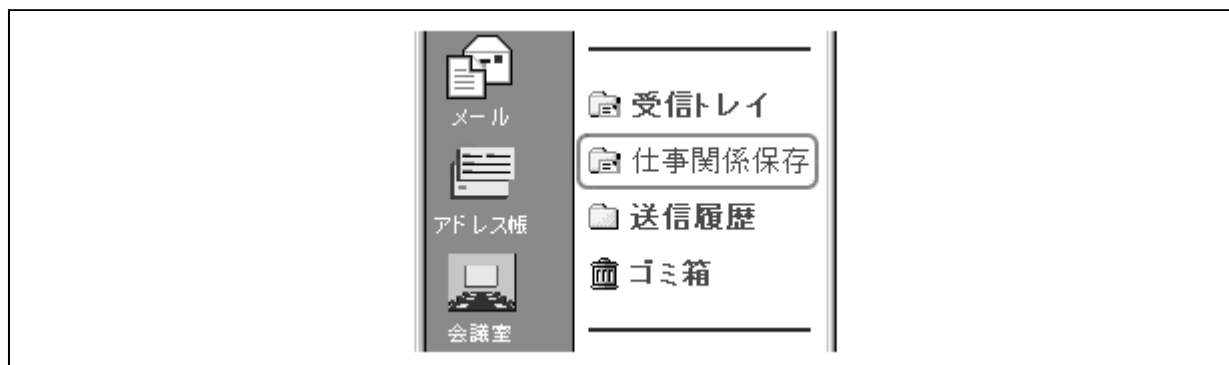 メール
アドレス帳
会議室
受信トレイ
仕事関係保存
送信履歴
ゴミ箱